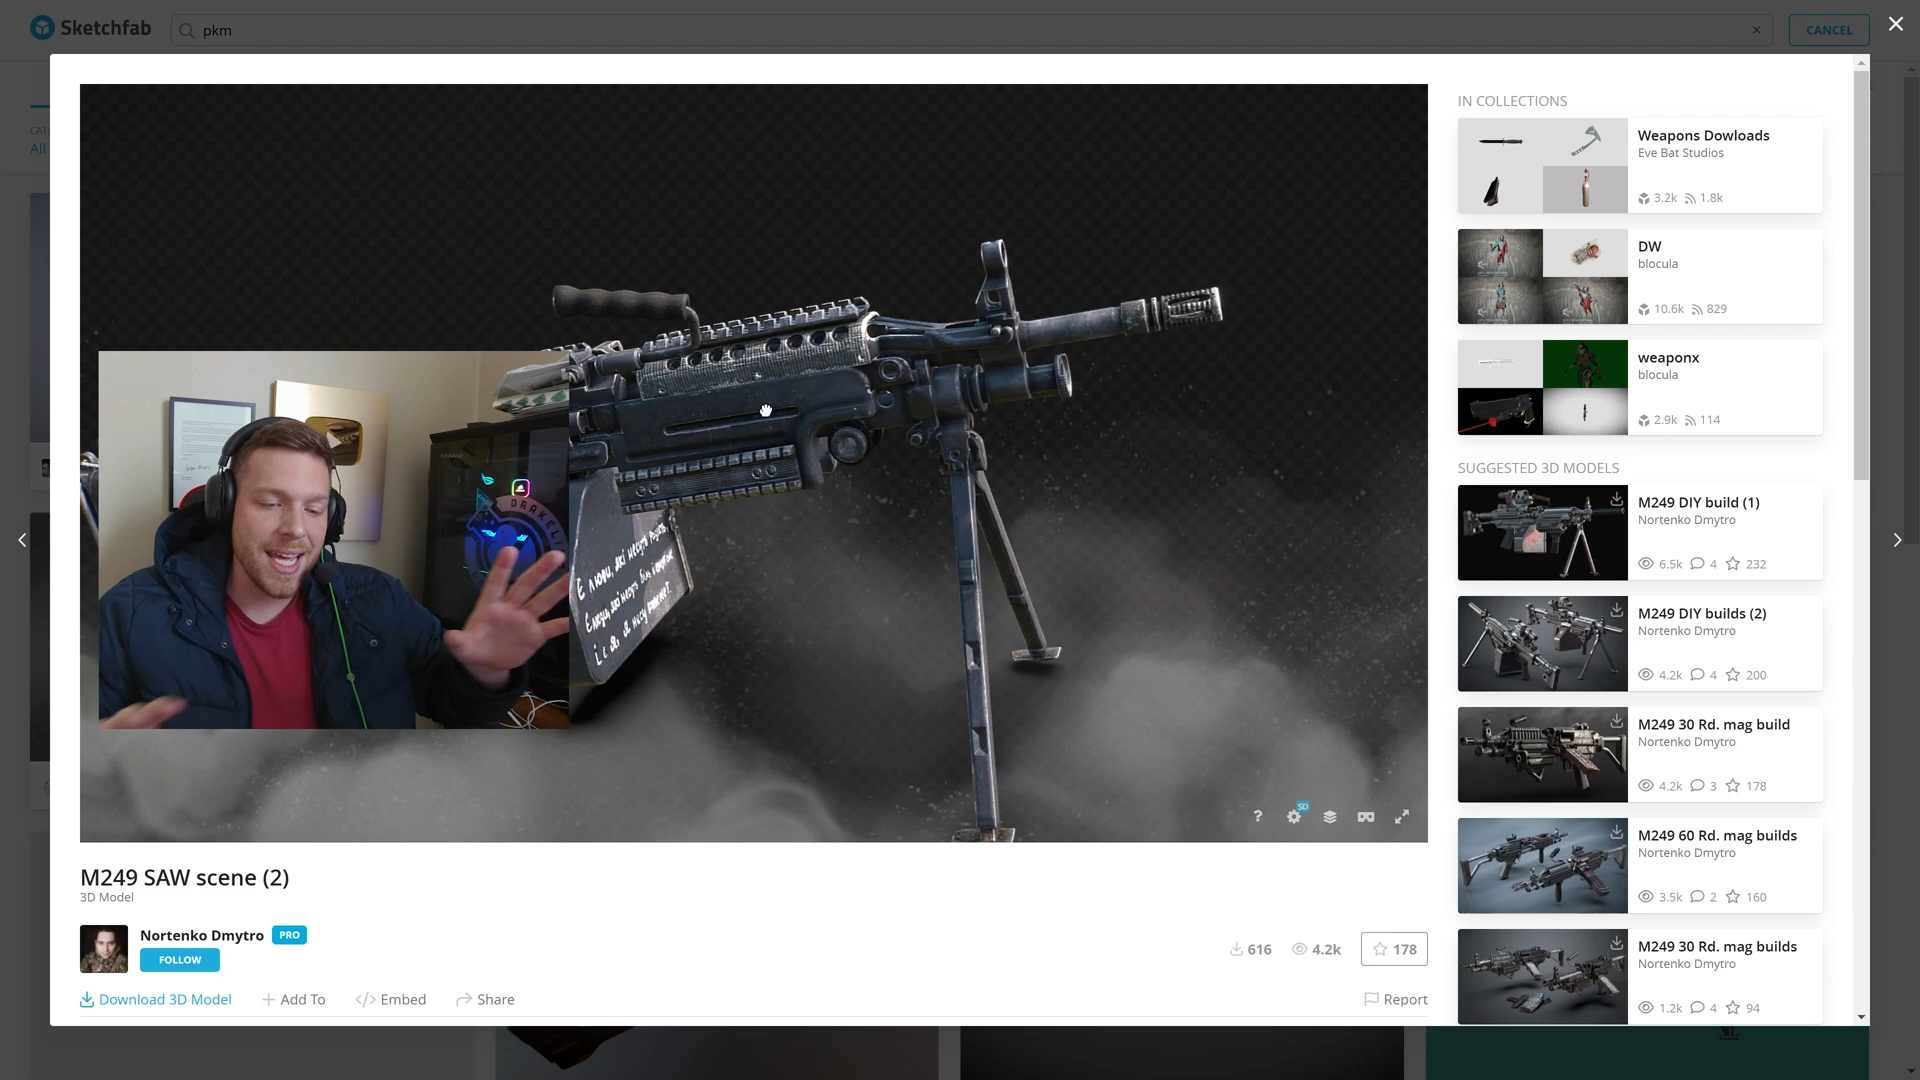 Sketchfab
pkm
×
CANCEL
All
IN COLLECTIONS
Weapons Dowloads
Eve Bat Studios
3.2k 1.8k
DW
blocula
10.6k 829
weaponx
blocula
2.9k 114
SUGGESTED 3D MODELS
M249 DIY build (1)
Nortenko Dmytro
6.5k 4 232
M249 DIY builds (2)
Nortenko Dmytro
4.2k 4 200
M249 30 Rd. mag build
Nortenko Dmytro
4.2k 3 178
M249 60 Rd. mag builds
Nortenko Dmytro
3.5k 2 160
M249 30 Rd. mag builds
Nortenko Dmytro
1.2k 4 94
? SD
M249 SAW scene (2)
3D Model
Nortenko Dmytro PRO
FOLLOW
616 4.2k 178
Download 3D Model Add To Embed Share Report